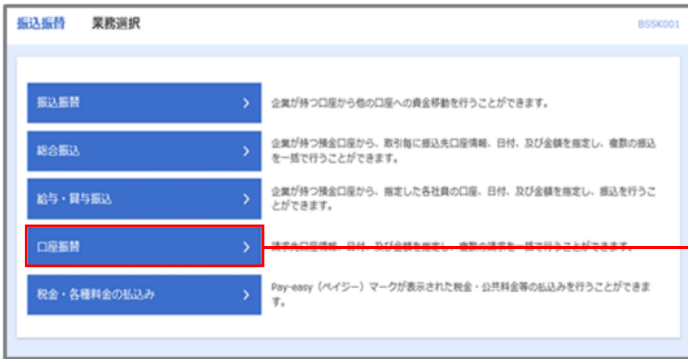 振込振替 業務選択 BSSK001
振込振替 企業が持つ口座から他の口座への資金移動を行うことができます。
総合振込 企業が持つ預金口座から、取引毎に振込先口座情報、日付、及び金額を指定し、複数の振込
を一括で行うことができます。
給与・賞与振込 企業が持つ預金口座から、指定した各社員の口座、日付、及び金額を指定し、振込を行うこ
とができます。
口座振替 請求先口座情報、日付、及び金額を指定し、複数の請求を一括で行うことができます。
税金・各種料金の払込み Pay-easy（ペイジー）マークが表示された税金・公共料金等の払込みを行うことができま
す。